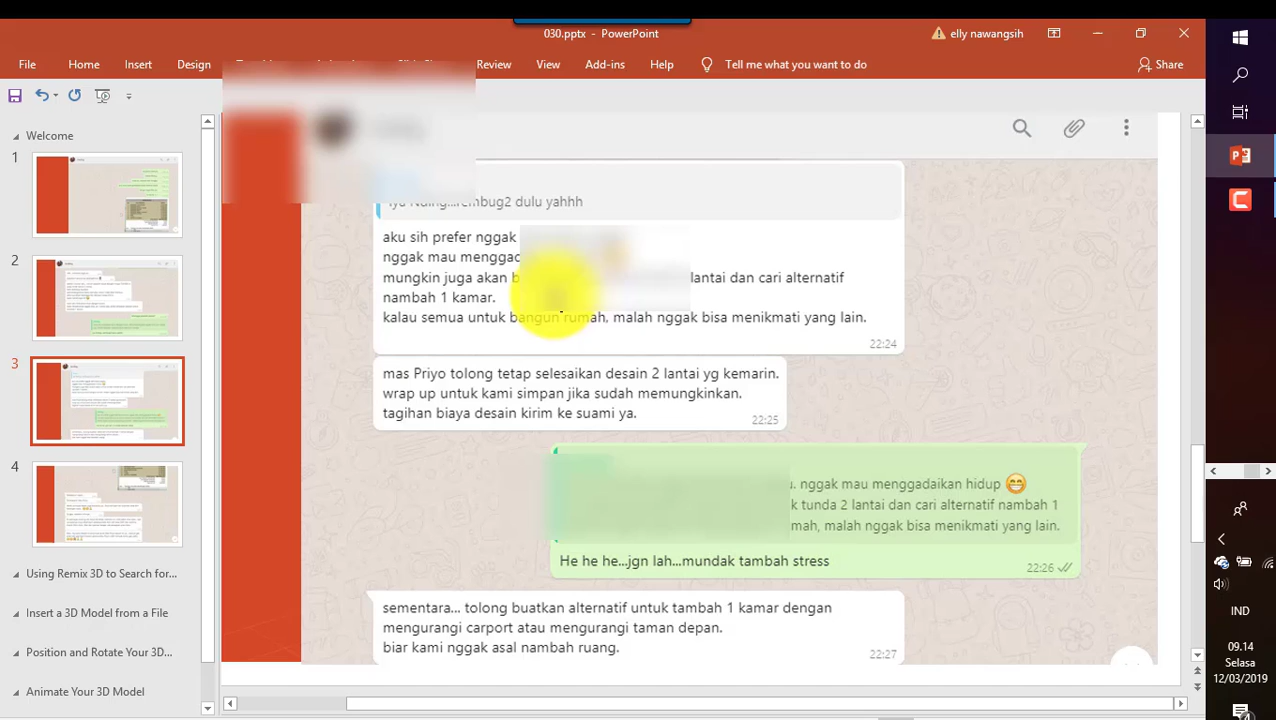 030.pptx - PowerPoint
elly nawangsih
File
Home
Insert
Design
Review
View
Add-ins
Help
Tell me what you want to do
Share
Welcome
1
2
3
4
Using Remix 3D to Search for...
Insert a 3D Model from a File
Position and Rotate Your 3D...
Animate Your 3D Model
Iya Nding...rembug2 dulu yahhh
aku sih prefer nggak
nggak mau menggad
mungkin juga akan b
lantai dan cari alternatif
nambah 1 kamar.
kalau semua untuk bangun rumah, malah nggak bisa menikmati yang lain.
22:24
mas Priyo tolong tetap selesaikan desain 2 lantai yg kemarin.
wrap up untuk kami simpan jika sudah memungkinkan.
tagihan biaya desain kirim ke suami ya.
22:25
u. nggak mau menggadaikan hidup 😁
k tunda 2 lantai dan cari alternatif nambah 1
mah, malah nggak bisa menikmati yang lain.
He he he...jgn lah...mundak tambah stress
22:26
sementara... tolong buatkan alternatif untuk tambah 1 kamar dengan
mengurangi carport atau mengurangi taman depan.
biar kami nggak asal nambah ruang.
22:27
IND
09.14
Selasa
12/03/2019